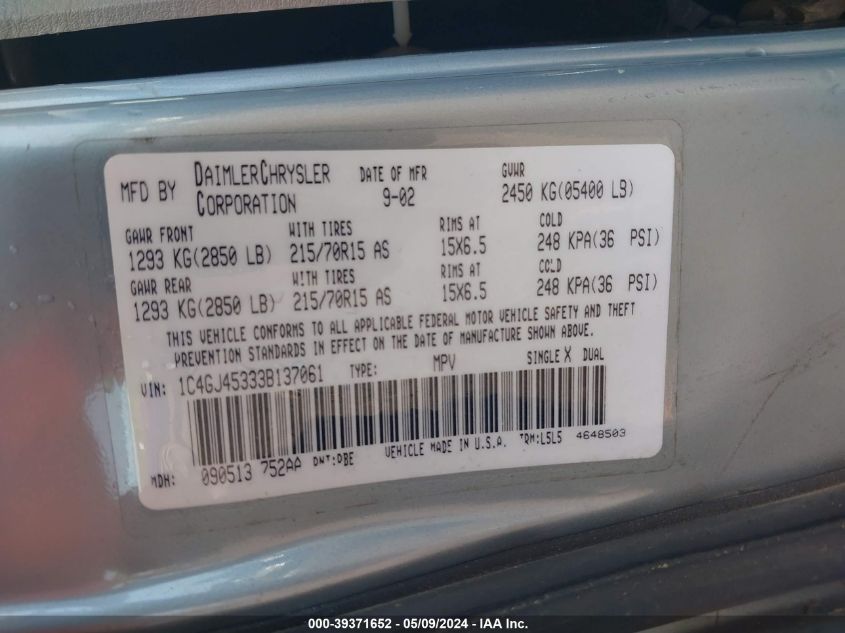 MFD BY DAIMLERCHRYSLER CORPORATION DATE OF MFR 9-02 GVWR 2450 KG(05400 LB)
GAWR FRONT WITH TIRES RIMS AT COLD
1293 KG(2850 LB) 215/70R15 AS 15X6.5 248 KPA(36 PSI)
GAWR REAR WITH TIRES RIMS AT COLD
1293 KG(2850 LB) 215/70R15 AS 15X6.5 248 KPA(36 PSI)
THIS VEHICLE CONFORMS TO ALL APPLICABLE FEDERAL MOTOR VEHICLE SAFETY AND THEFT
PREVENTION STANDARDS IN EFFECT ON THE DATE OF MANUFACTURE SHOWN ABOVE.
VIN: 1C4GJ45333B137061 TYPE: MPV SINGLE X DUAL
MDH: 090513 752AA PNT:DBE VEHICLE MADE IN U.S.A. TRM:L5L5 4648503
000-39371652 - 05/09/2024 - IAAI Inc.